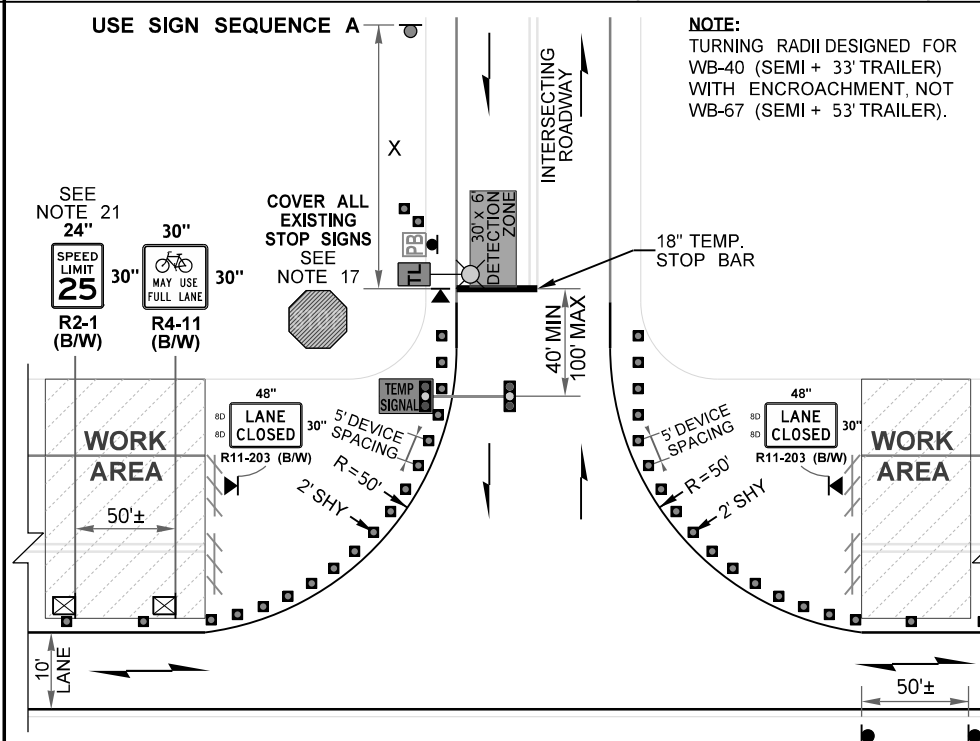 USE SIGN SEQUENCE A
NOTE:
TURNING RADII DESIGNED FOR
WB-40 (SEMI + 33' TRAILER)
WITH ENCROACHMENT, NOT
WB-67 (SEMI + 53' TRAILER).
INTERSECTING
ROADWAY
X
SEE
NOTE 21
24"
SPEED
LIMIT
25
30"
R2-1
(B/W)
30"
MAY USE
FULL LANE
30"
R4-11
(B/W)
COVER ALL
EXISTING
STOP SIGNS
SEE
NOTE 17
STOP
PB
TL
30' x 6'
DETECTION
ZONE
18" TEMP.
STOP BAR
40' MIN
100' MAX
TEMP
SIGNAL
48"
8D
8D
LANE
CLOSED
30"
R11-203 (B/W)
5' DEVICE
SPACING
R=50'
2' SHY
WORK
AREA
50'±
5' DEVICE
SPACING
R=50'
2' SHY
48"
8D
8D
LANE
CLOSED
30"
R11-203 (B/W)
WORK
AREA
10'
LANE
50'±